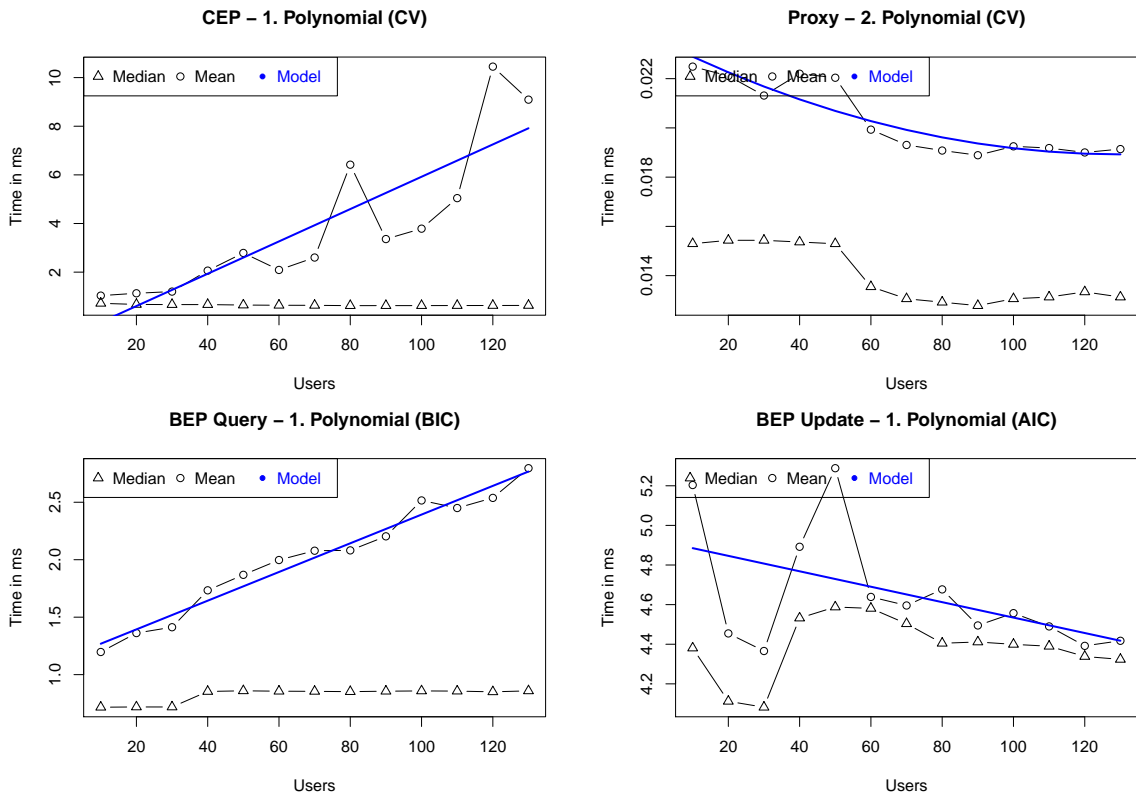 CEP – 1. Polynomial (CV)
Median Mean Model
Time in ms
10
8
6
4
2
20 40 60 80 100 120
Users
Proxy – 2. Polynomial (CV)
Median Mean Model
Time in ms
0.022
0.018
0.014
20 40 60 80 100 120
Users
BEP Query – 1. Polynomial (BIC)
Median Mean Model
Time in ms
2.5
2.0
1.5
1.0
20 40 60 80 100 120
Users
BEP Update – 1. Polynomial (AIC)
Median Mean Model
Time in ms
5.2
5.0
4.8
4.6
4.4
4.2
20 40 60 80 100 120
Users